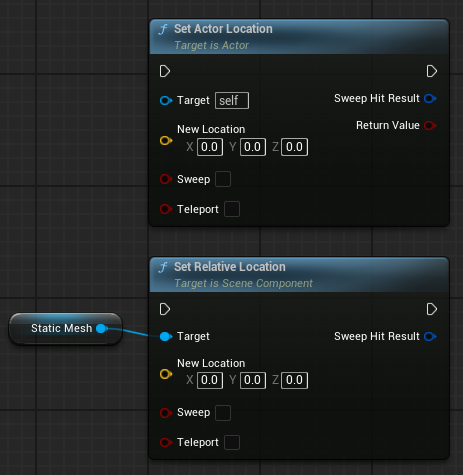 f Set Actor Location
Target is Actor
Target self
Sweep Hit Result
New Location
Return Value
X 0.0 Y 0.0 Z 0.0
Sweep
Teleport
f Set Relative Location
Target is Scene Component
Static Mesh
Target
Sweep Hit Result
New Location
X 0.0 Y 0.0 Z 0.0
Sweep
Teleport